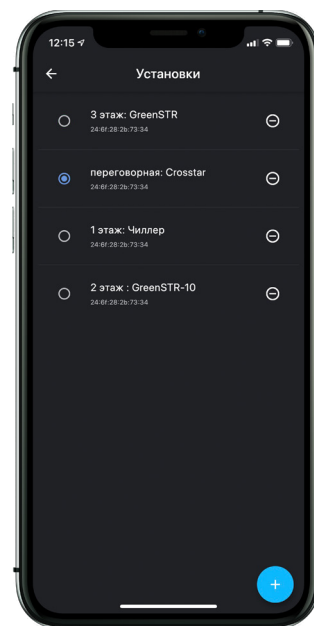 12:15
Установки
3 этаж: GreenSTR
24:6f:28:2b:73:34
переговорная: Crosstar
24:6f:28:2b:73:34
1 этаж: Чиллер
24:6f:28:2b:73:34
2 этаж : GreenSTR-10
24:6f:28:2b:73:34
+